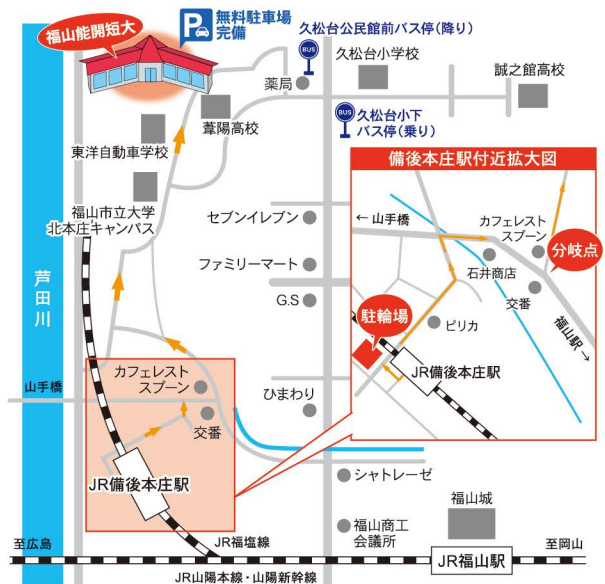 福山能開短大
無料駐車場
完備
久松台公民館前バス停(降り)
BUS
薬局
久松台小学校
誠之館高校
葦陽高校
BUS
久松台小下
バス停(乗り)
東洋自動車学校
福山市立大学
北本庄キャンパス
セブンイレブン
ファミリーマート
G.S
芦田川
備後本庄駅付近拡大図
← 山手橋
カフェレスト
スプーン
分岐点
石井商店
交番
駐輪場
ピリカ
福山駅→
JR備後本庄駅
山手橋
カフェレスト
スプーン
交番
ひまわり
JR備後本庄駅
シャトレーゼ
福山商工
会議所
福山城
至広島
JR福塩線
JR福山駅
至岡山
JR山陽本線・山陽新幹線